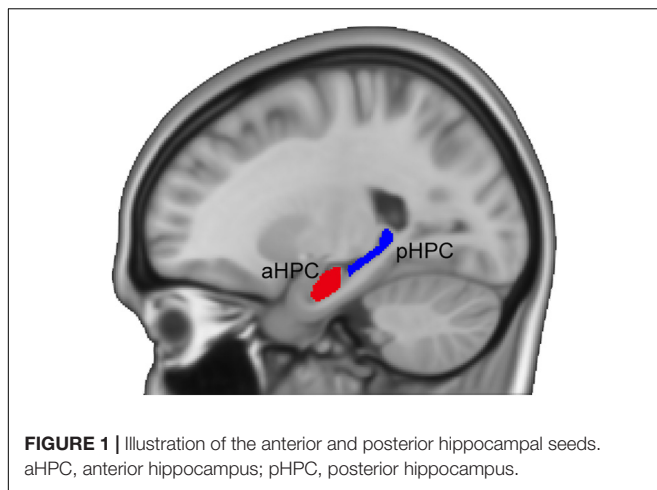 aHPC
pHPC
FIGURE 1 | Illustration of the anterior and posterior hippocampal seeds.
aHPC, anterior hippocampus; pHPC, posterior hippocampus.